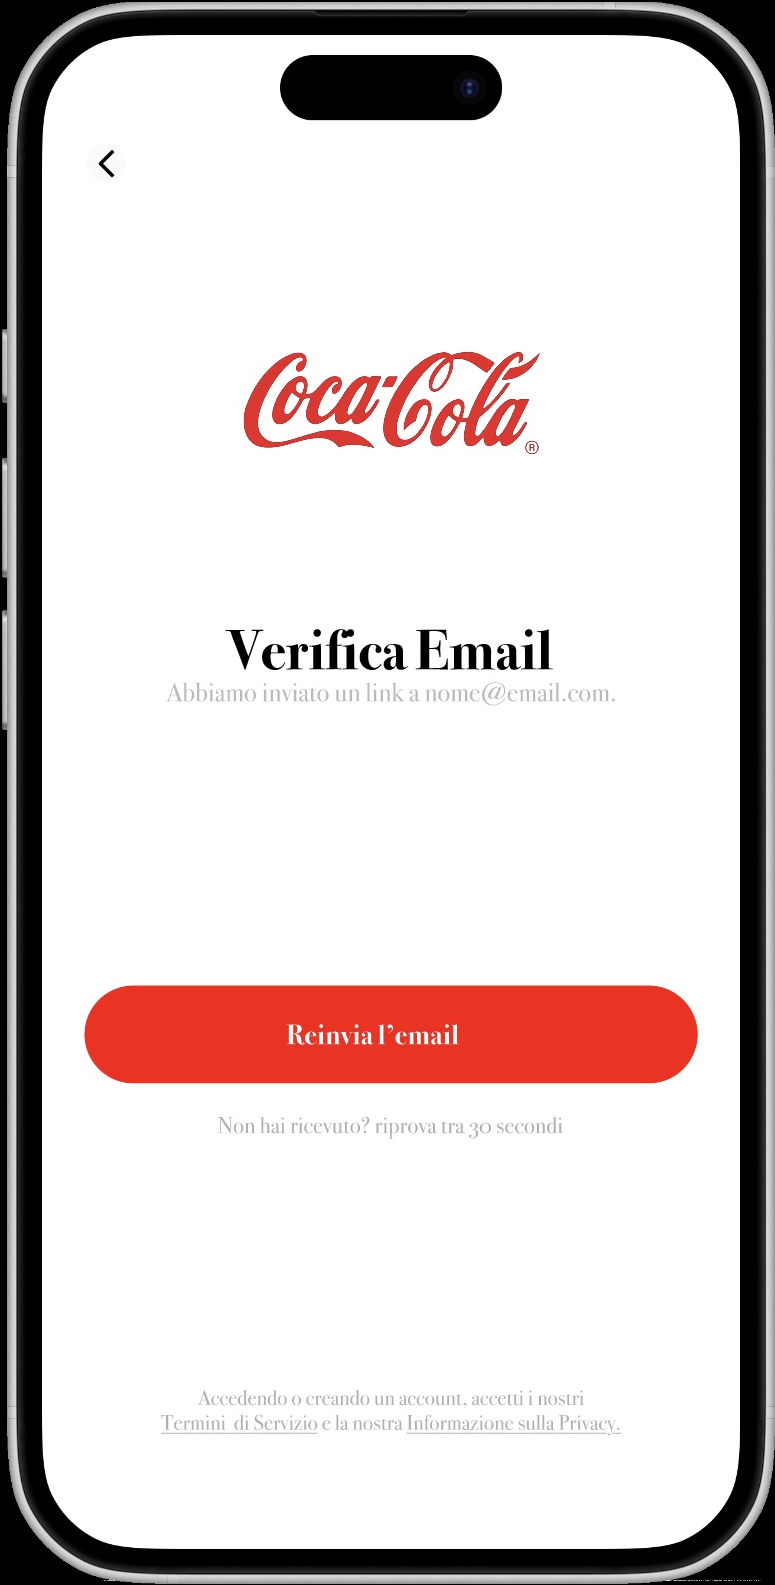 Coca-Cola ®
Verifica Email
Abbiamo inviato un link a nome@email.com.
Reinvia l'email
Non hai ricevuto? riprova tra 30 secondi
Accedendo o creando un account, accetti i nostri
Termini di Servizio e la nostra Informazione sulla Privacy.